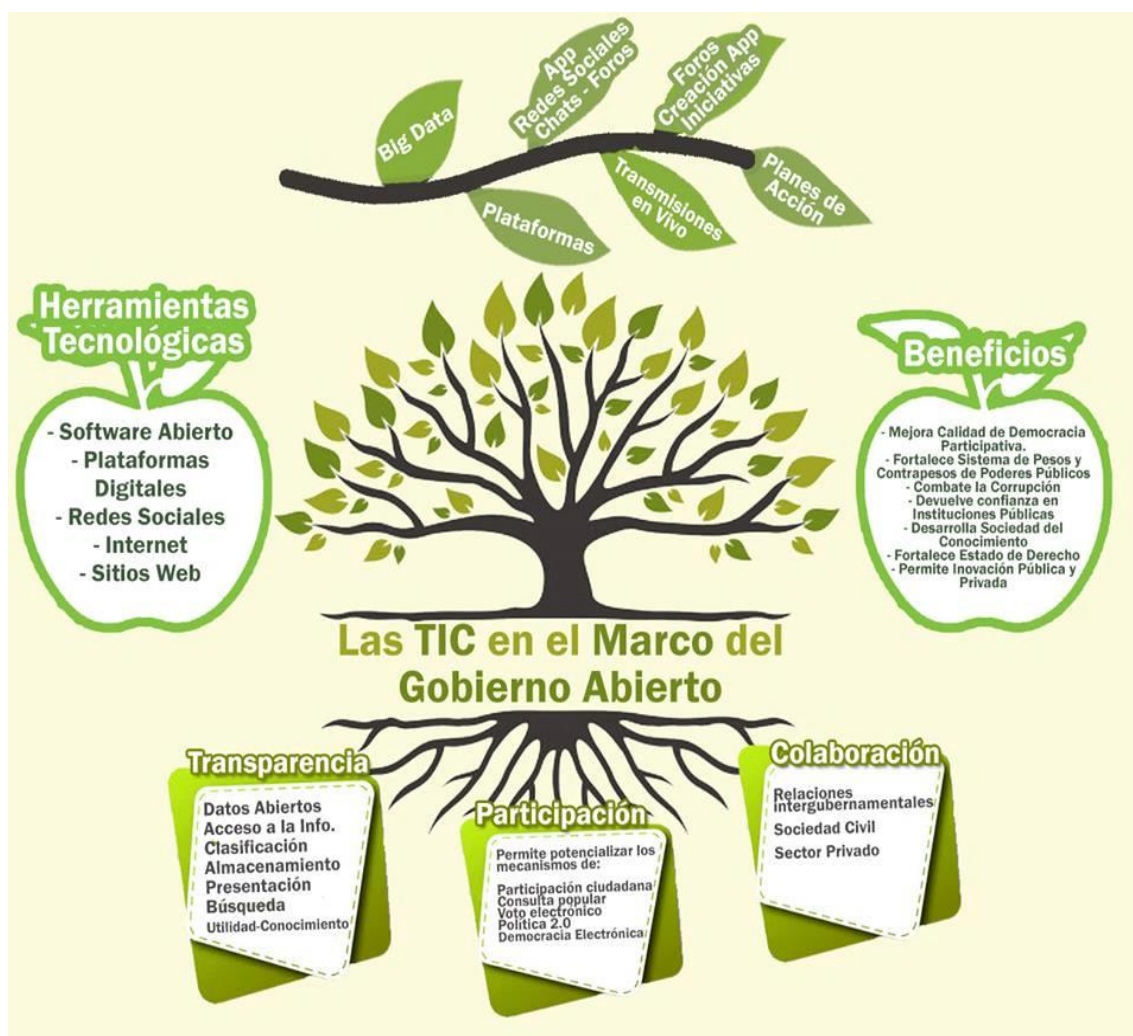 Big Data
App
Redes Sociales
Chats - Foros
Foros
Creación App
Iniciativas
Plataformas
Transmisiones
en Vivo
Planes de
Acción
Herramientas
Tecnológicas
- Software Abierto
- Plataformas
Digitales
- Redes Sociales
- Internet
- Sitios Web
Beneficios
- Mejora Calidad de Democracia
Participativa.
- Fortalece Sistema de Pesos y
Contrapesos de Poderes Públicos
- Combate la Corrupción
- Devuelve confianza en
Instituciones Públicas
- Desarrolla Sociedad del
Conocimiento
- Fortalece Estado de Derecho
- Permite Inovación Pública y
Privada
Las TIC en el Marco del
Gobierno Abierto
Transparencia
Datos Abiertos
Acceso a la Info.
Clasificación
Almacenamiento
Presentación
Búsqueda
Utilidad-Conocimiento
Participación
Permite potencializar los
mecanismos de:
Participación ciudadana
Consulta popular
Voto electrónico
Política 2.0
Democracia Electrónica
Colaboración
Relaciones
intergubernamentales
Sociedad Civil
Sector Privado